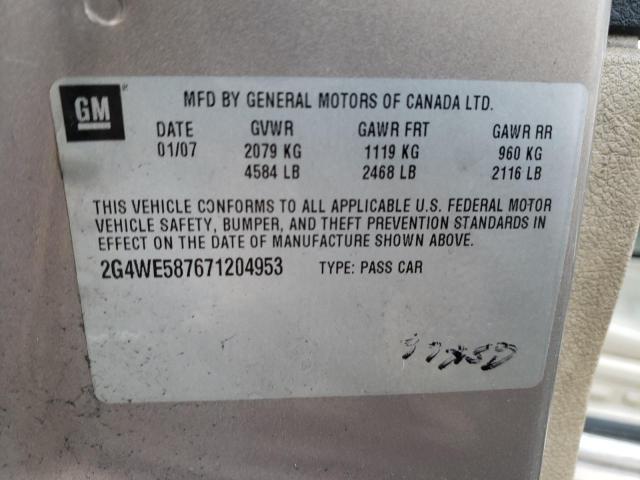 GM
MFD BY GENERAL MOTORS OF CANADA LTD.
DATE GVWR GAWR FRT GAWR RR
01/07 2079 KG 1119 KG 960 KG
4584 LB 2468 LB 2116 LB
THIS VEHICLE CONFORMS TO ALL APPLICABLE U.S. FEDERAL MOTOR
VEHICLE SAFETY, BUMPER, AND THEFT PREVENTION STANDARDS IN
EFFECT ON THE DATE OF MANUFACTURE SHOWN ABOVE.
2G4WE587671204953 TYPE: PASS CAR